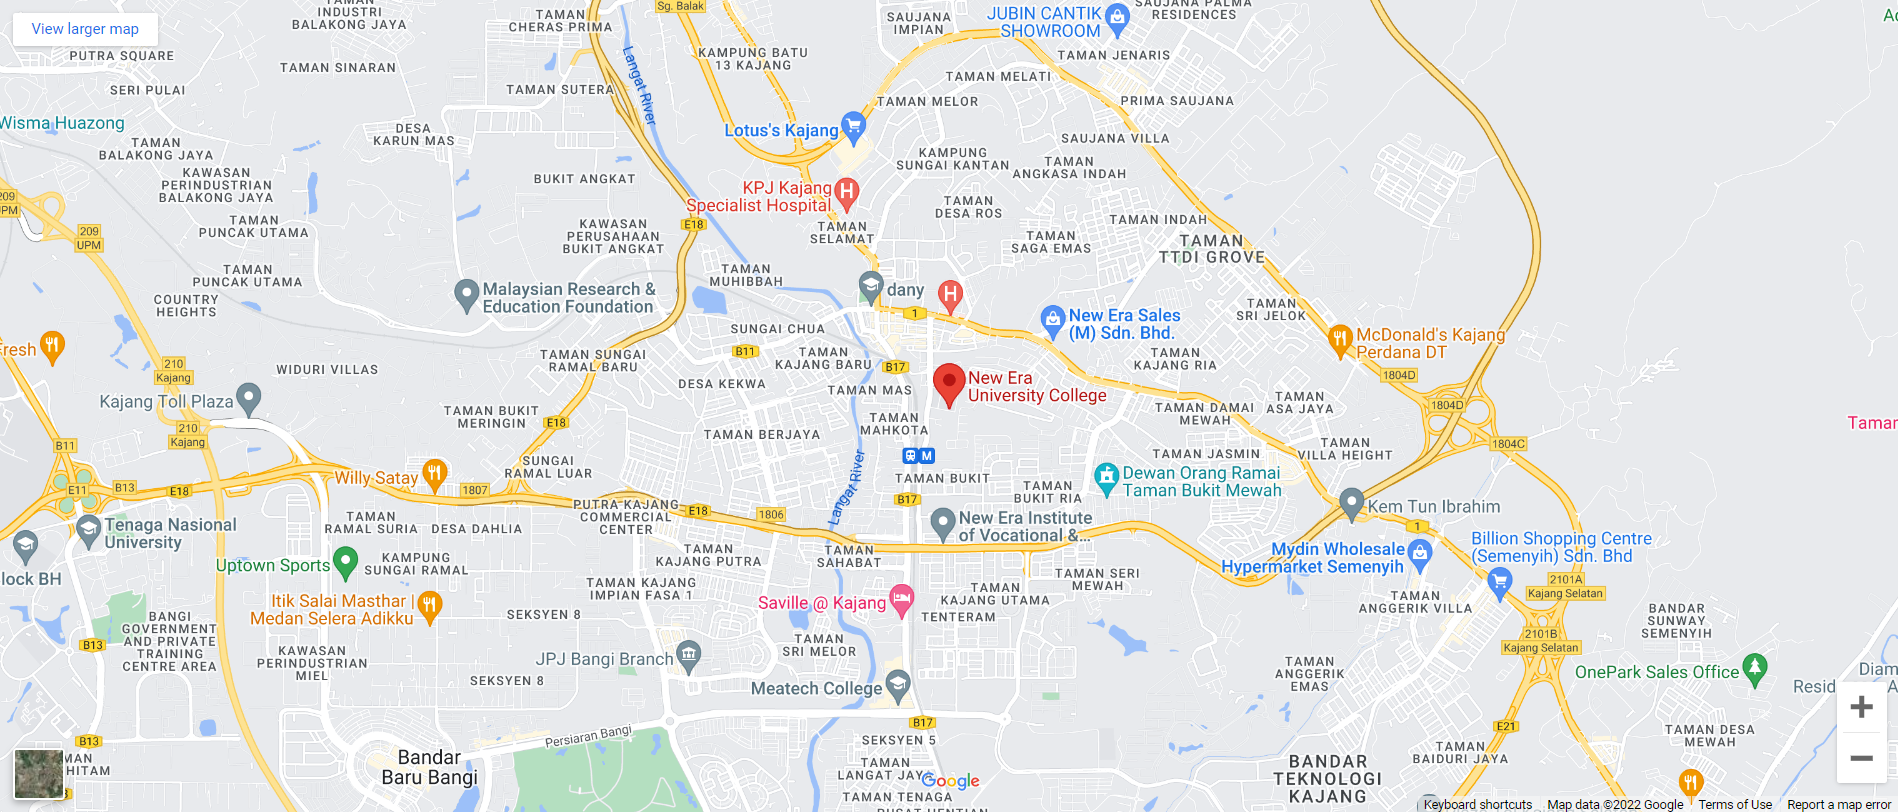 View larger map
TAMAN
INDUSTRI
BALAKONG JAYA
TAMAN
CHERAS PRIMA
Sg. Balak
SAUJANA
IMPIAN
JUBIN CANTIK
SHOWROOM
SAUJANA PALMA
RESIDENCES
PUTRA SQUARE
TAMAN SINARAN
KAMPUNG BATU
13 KAJANG
TAMAN JENARIS
SERI PULAI
TAMAN SUTERA
Langat River
TAMAN MELATI
TAMAN MELOR
PRIMA SAUJANA
Wisma Huazong
DESA
KARUN MAS
Lotus's Kajang
SAUJANA VILLA
TAMAN
BALAKONG JAYA
KAMPUNG
SUNGAI KANTAN
TAMAN
ANGKASA INDAH
KAWASAN
PERINDUSTRIAN
BALAKONG JAYA
BUKIT ANGKAT
KPJ Kajang
Specialist Hospital
TAMAN
DESA ROS
209
UPM
TAMAN
PUNCAK UTAMA
KAWASAN
PERUSAHAAN
BUKIT ANGKAT
E18
TAMAN
SELAMAT
TAMAN INDAH
TAMAN
SAGA EMAS
TAMAN
TTDI GROVE
209
UPM
TAMAN
PUNCAK UTAMA
TAMAN
MUHIBBAH
COUNTRY
HEIGHTS
Malaysian Research &
Education Foundation
dany
H
1
New Era Sales
(M) Sdn. Bhd.
TAMAN
SRI JELOK
SUNGAI CHUA
McDonald's Kajang
Perdana DT
Fresh
210
Kajang
WIDURI VILLAS
TAMAN SUNGAI
RAMAL BARU
B11
TAMAN
KAJANG BARU
B17
TAMAN
KAJANG RIA
1804D
DESA KEKWA
TAMAN MAS
New Era
University College
Kajang Toll Plaza
TAMAN BUKIT
MERINGIN
E18
TAMAN
MAHKOTA
TAMAN DAMAI
MEWAH
TAMAN
ASA JAYA
1804D
210
Kajang
TAMAN BERJAYA
1804C
Taman
B11
SUNGAI
RAMAL LUAR
M
TAMAN JASMIN
TAMAN
VILLA HEIGHT
Willy Satay
TAMAN BUKIT
Dewan Orang Ramai
Taman Bukit Mewah
E11
B13
E18
1807
Langat River
B17
TAMAN
BUKIT RIA
PUTRA KAJANG
COMMERCIAL
CENTER
E18
1806
Kem Tun Ibrahim
Tenaga Nasional
University
TAMAN
RAMAL SURIA
DESA DAHLIA
New Era Institute
of Vocational &...
1
Billion Shopping Centre
(Semenyih) Sdn. Bhd
lock BH
Uptown Sports
KAMPUNG
SUNGAI RAMAL
TAMAN
KAJANG PUTRA
TAMAN
SAHABAT
Mydin Wholesale
Hypermarket Semenyih
TAMAN SERI
MEWAH
2101A
Kajang Selatan
TAMAN KAJANG
IMPIAN FASA 1
TAMAN
KAJANG UTAMA
TAMAN
ANGGERIK VILLA
Itik Salai Masthar |
Medan Selera Adikku
SEKSYEN 8
Saville @ Kajang
TENTERAM
BANDAR
SUNWAY
SEMENYIH
BANGI
GOVERNMENT
AND PRIVATE
TRAINING
CENTRE AREA
B13
TAMAN
SRI MELOR
2101B
Kajang Selatan
KAWASAN
PERINDUSTRIAN
MIEL
JPJ Bangi Branch
TAMAN
ANGGERIK
EMAS
OnePark Sales Office
Diam
Resid
A
SEKSYEN 8
Meatech College
B17
E21
Persiaran Bangi
B13
SEKSYEN 5
TAMAN DESA
MEWAH
Bandar
Baru Bangi
TAMAN
LANGAT JAYA
Google
BANDAR
TEKNOLOGI
KAJANG
TAMAN
BAIDURI JAYA
TAMAN TENAGA
PUSAT HENTIAN
Keyboard shortcuts
Map data ©2022 Google
Terms of Use
Report a map error